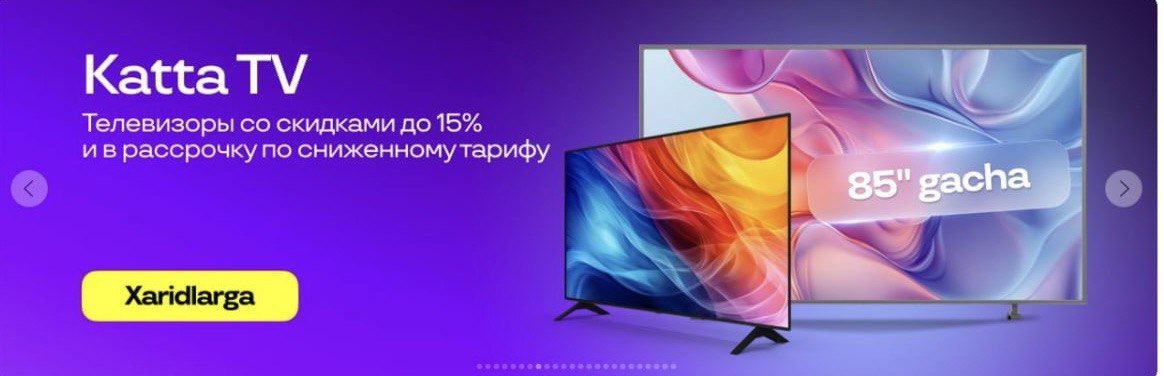 Katta TV
Телевизоры со скидками до 15%
и в рассрочку по сниженному тарифу
85" gacha
Xaridlarga